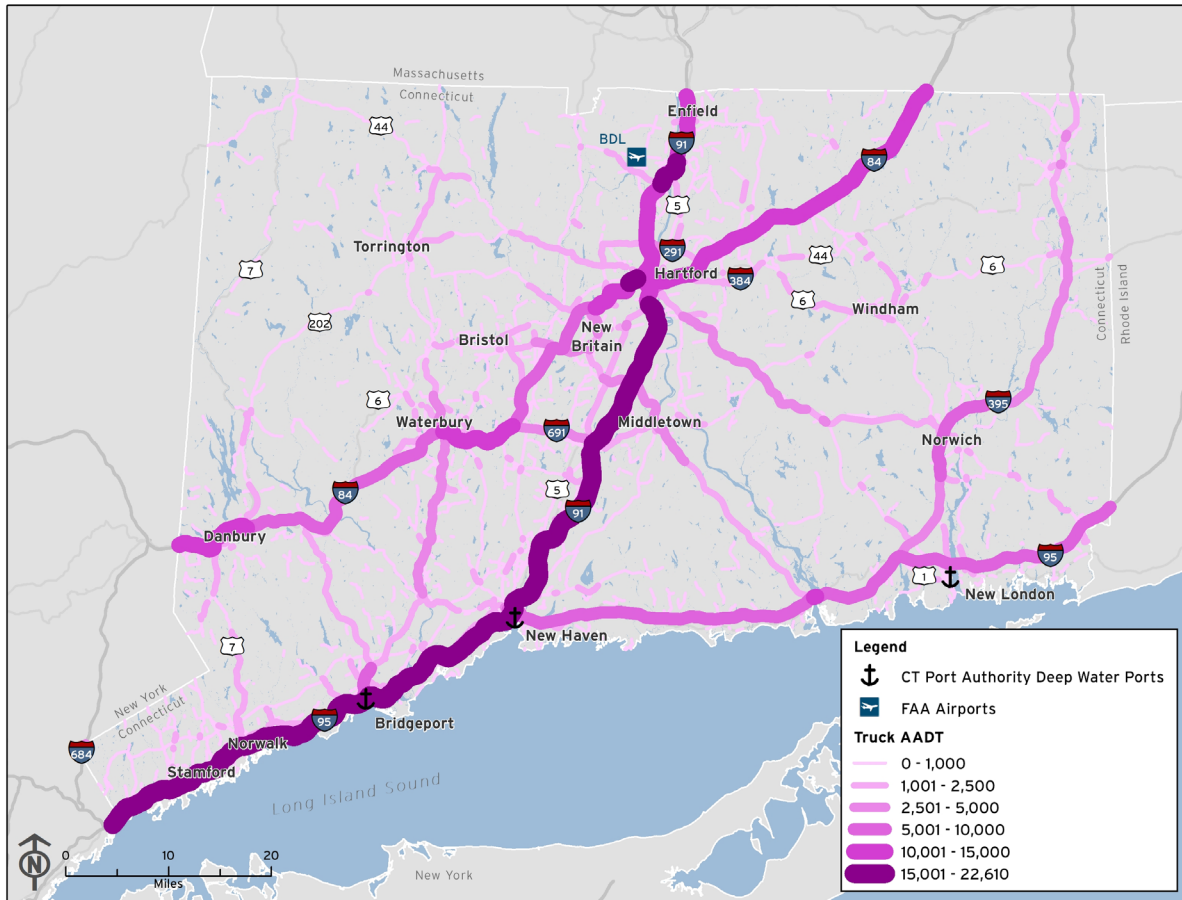 Massachusetts
Connecticut
44
Enfield
BDL
91
84
5
Torrington
7
291
Hartford
44
6
384
Connecticut
Rhode Island
6
Windham
202
Bristol
New
Britain
6
395
Waterbury
691
Middletown
Norwich
84
5
91
Danbury
95
1
New London
New Haven
7
New York
Connecticut
95
Bridgeport
684
Norwalk
Stamford
Long Island Sound
New York
N
0 10 20
Miles
Legend
CT Port Authority Deep Water Ports
FAA Airports
Truck AADT
0 - 1,000
1,001 - 2,500
2,501 - 5,000
5,001 - 10,000
10,001 - 15,000
15,001 - 22,610